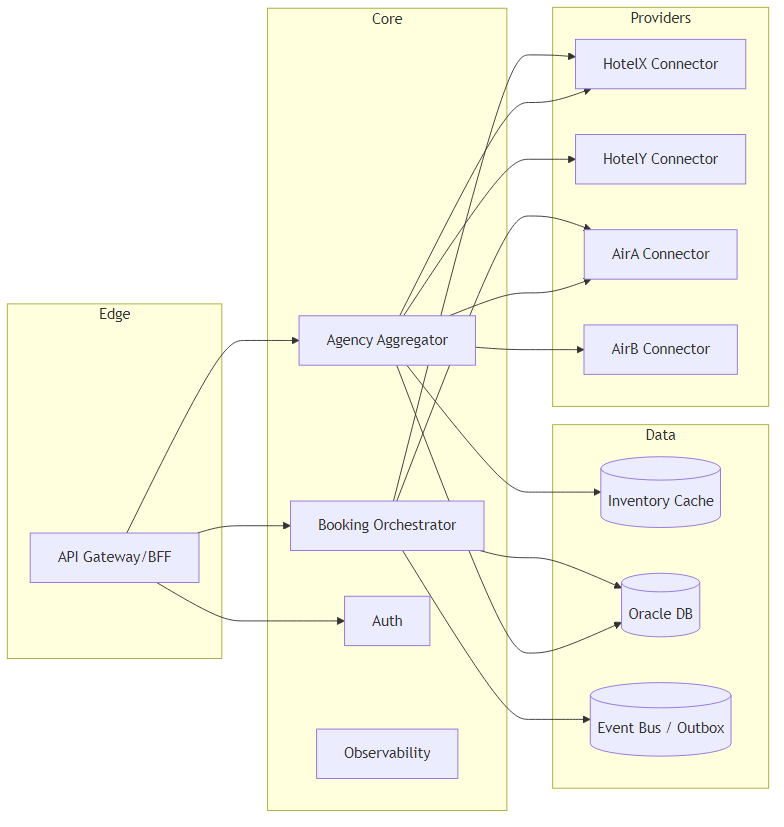 Edge
API Gateway/BFF
Core
Agency Aggregator
Booking Orchestrator
Auth
Observability
Providers
HotelX Connector
HotelY Connector
AirA Connector
AirB Connector
Data
Inventory Cache
Oracle DB
Event Bus / Outbox